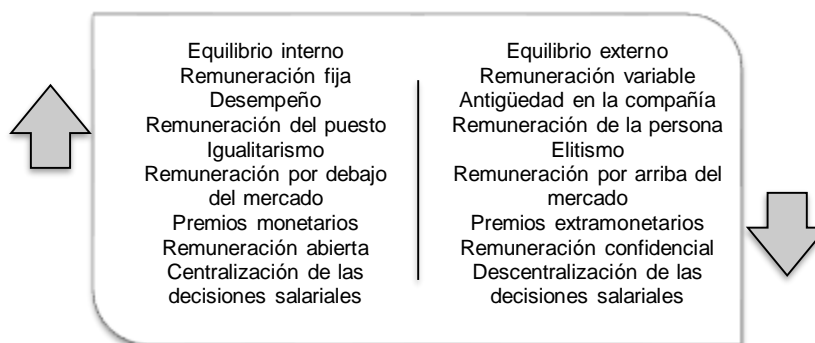 Equilibrio interno
Remuneración fija
Desempeño
Remuneración del puesto
Igualitarismo
Remuneración por debajo
del mercado
Premios monetarios
Remuneración abierta
Centralización de las
decisiones salariales
Equilibrio externo
Remuneración variable
Antigüedad en la compañía
Remuneración de la persona
Elitismo
Remuneración por arriba del
mercado
Premios extramonetarios
Remuneración confidencial
Descentralización de las
decisiones salariales